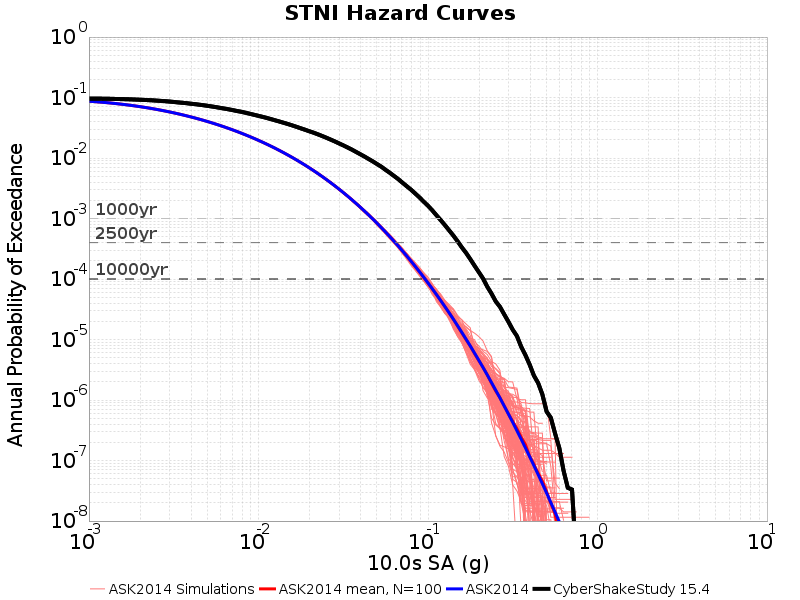 STNI Hazard Curves
Annual Probability of Exceedance
10^0
10^-1
10^-2
10^-3
10^-4
10^-5
10^-6
10^-7
10^-8
1000yr
2500yr
10000yr
10^-3
10^-2
10^-1
10^0
10^1
10.0s SA (g)
ASK2014 Simulations ASK2014 mean, N=100 ASK2014 CyberShakeStudy 15.4